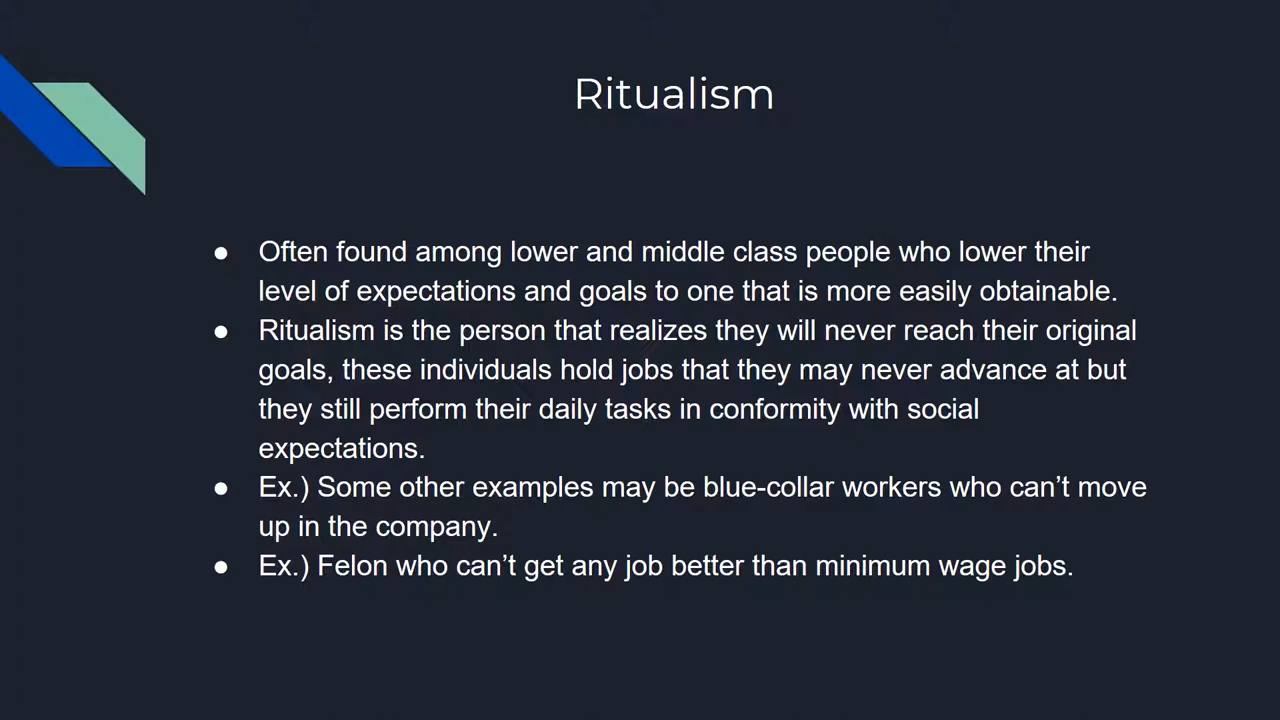 Ritualism
● Often found among lower and middle class people who lower their
level of expectations and goals to one that is more easily obtainable.
● Ritualism is the person that realizes they will never reach their original
goals, these individuals hold jobs that they may never advance at but
they still perform their daily tasks in conformity with social
expectations.
● Ex.) Some other examples may be blue-collar workers who can’t move
up in the company.
● Ex.) Felon who can’t get any job better than minimum wage jobs.